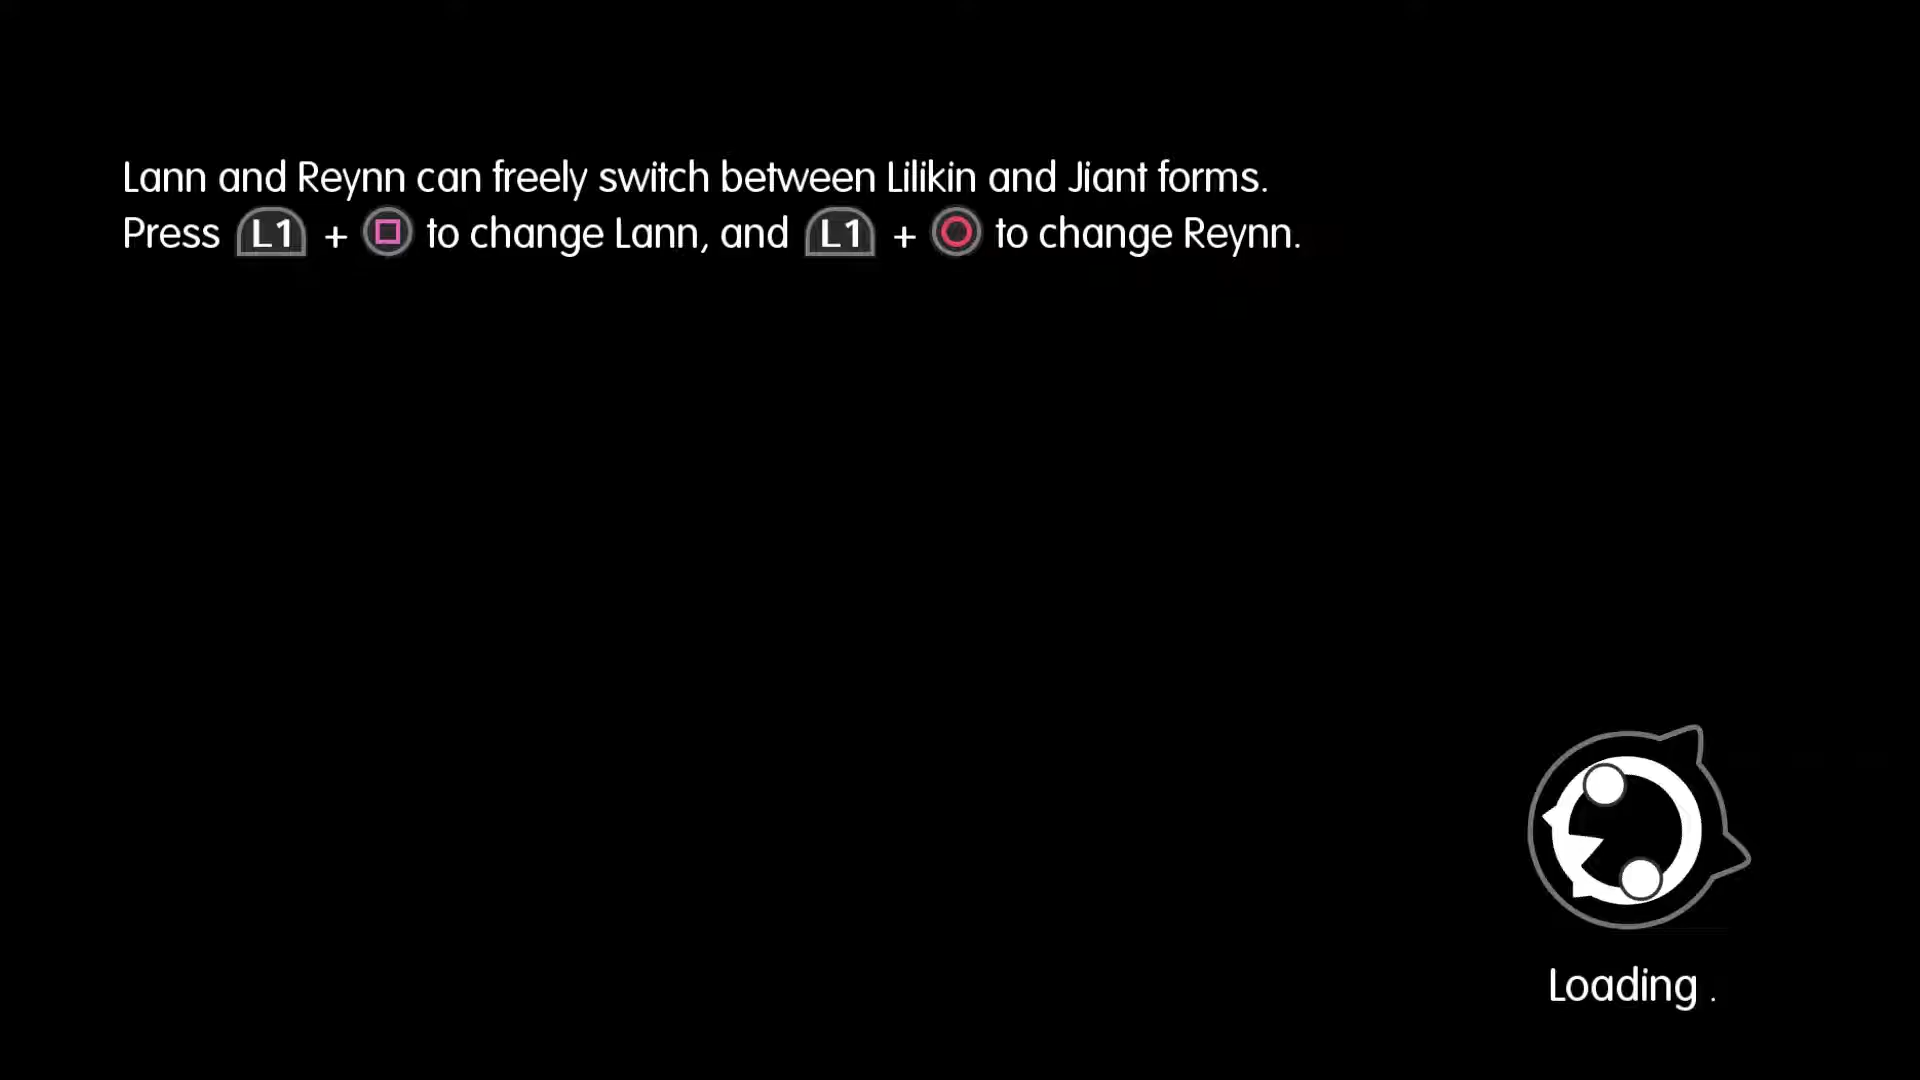 Lann and Reynn can freely switch between Lilikin and Jiant forms.
Press L1 + □ to change Lann, and L1 + ○ to change Reynn.
Loading .